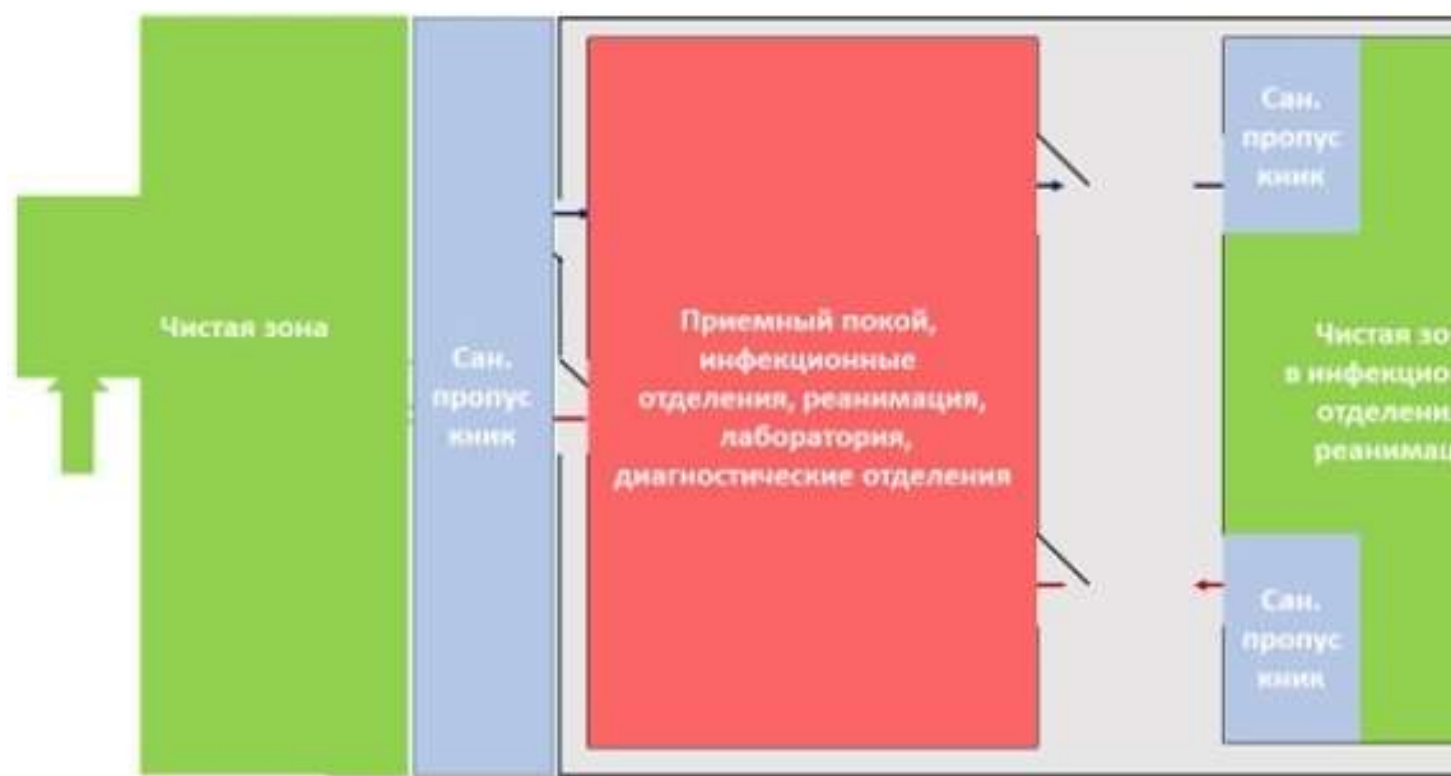 Чистая зона
Сан.
пропус
кник
Приемный покой,
инфекционные
отделения, реанимация,
лаборатория,
диагностические отделения
Сан.
пропус
кник
Чистая зо
в инфекцион
отделени
реанимац
Сан.
пропус
кник